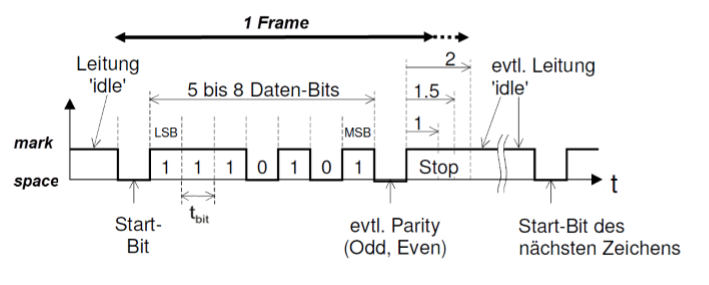 1 Frame
Leitung
'idle'
5 bis 8 Daten-Bits
2
1.5
1
evtl. Leitung
'idle'
LSB
MSB
mark
space
1 1 1 0 1 0 1
Stop
t
t bit
Start-
Bit
evtl. Parity
(Odd, Even)
Start-Bit des
nächsten Zeichens